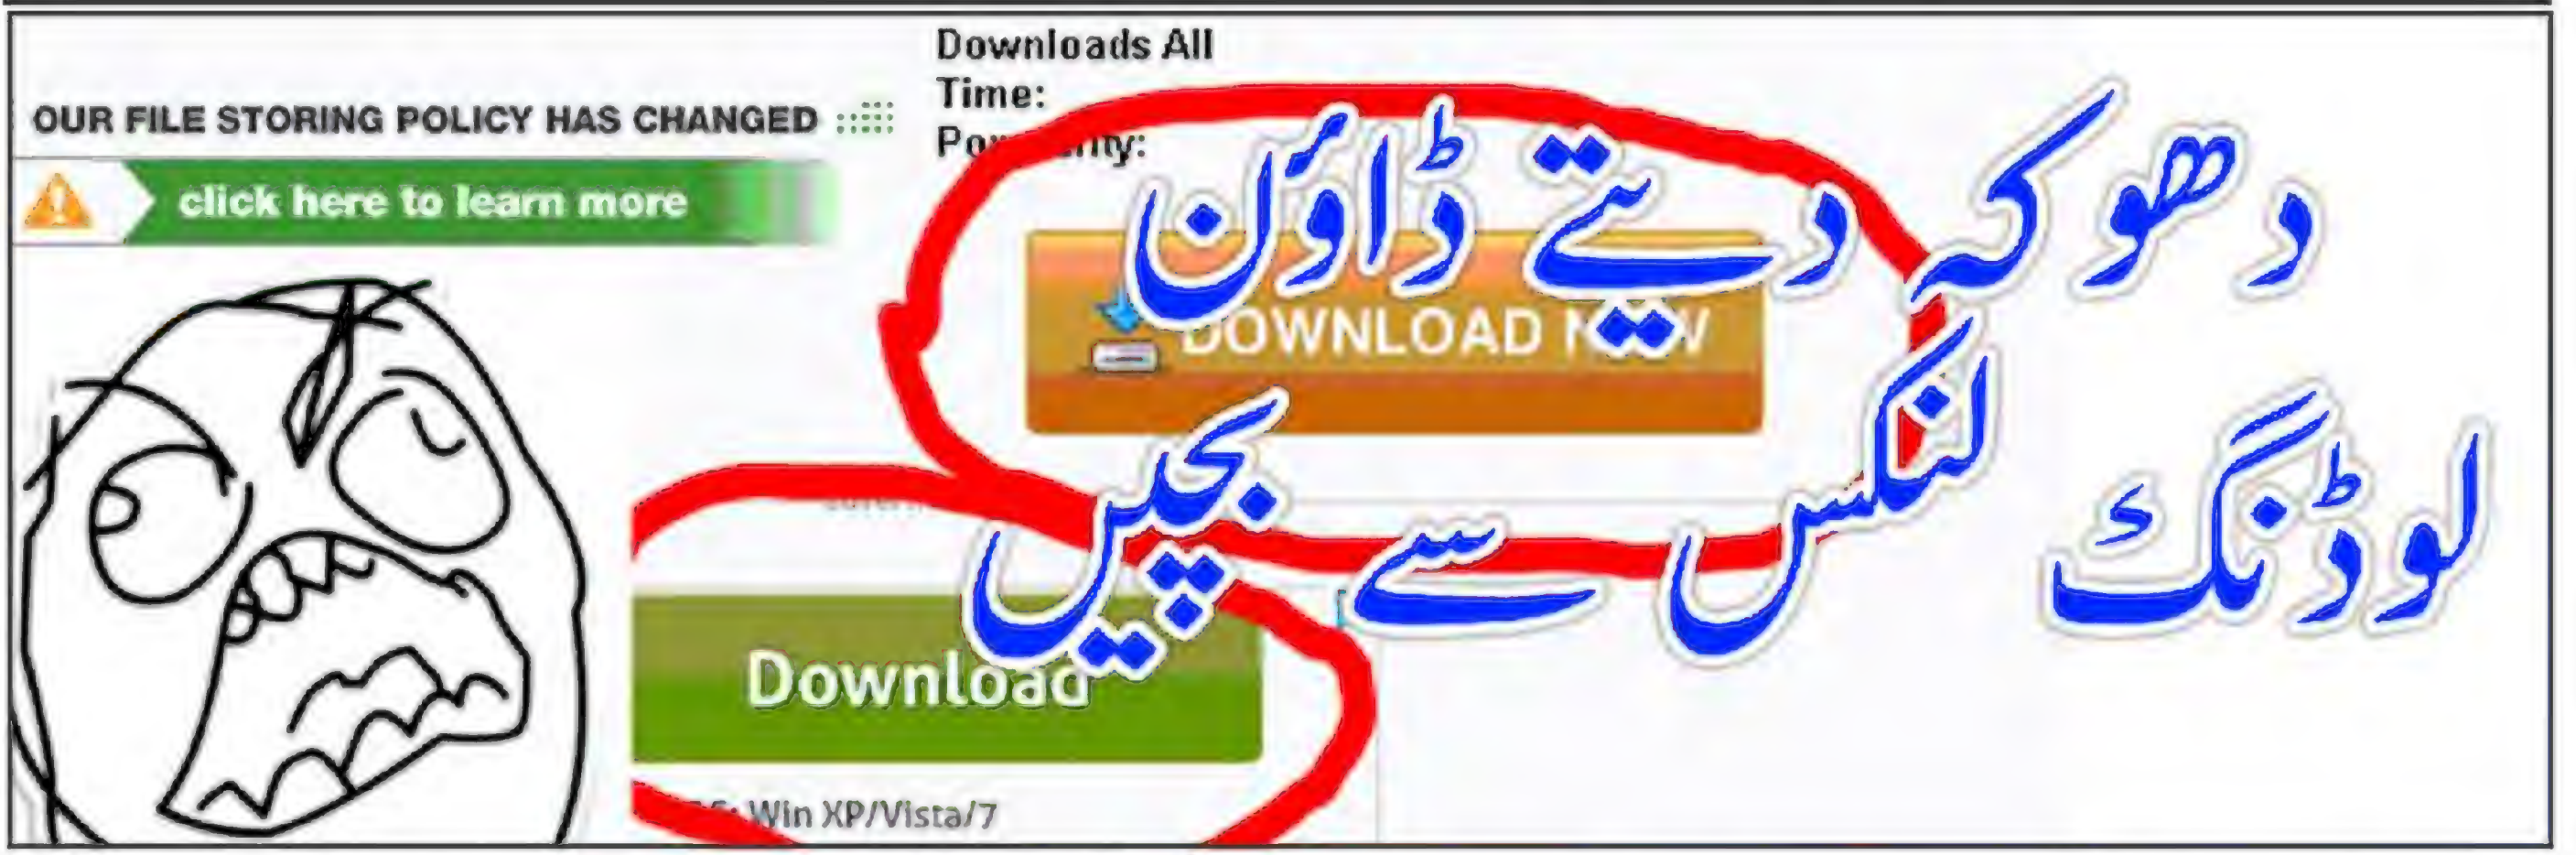 Downloads All
Time:
OUR FILE STORING POLICY HAS CHANGED
click here to learn more
دھوکہ دیتے ڈاؤن
DOWNLOAD
لوڈنگ لنکس سے بچیں
Download
Win XP/Vista/7